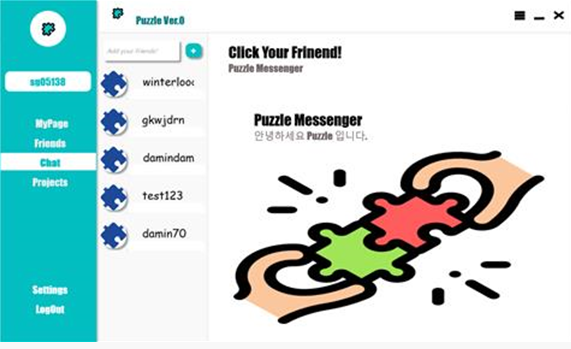 Puzzle Ver.0
sg05138
MyPage
Friends
Chat
Projects
Settings
LogOut
Add your friends!
+
winterlooc
gkwjdrn
damindam
test123
damin70
Click Your Frinend!
Puzzle Messenger
Puzzle Messenger
안녕하세요 Puzzle 입니다.